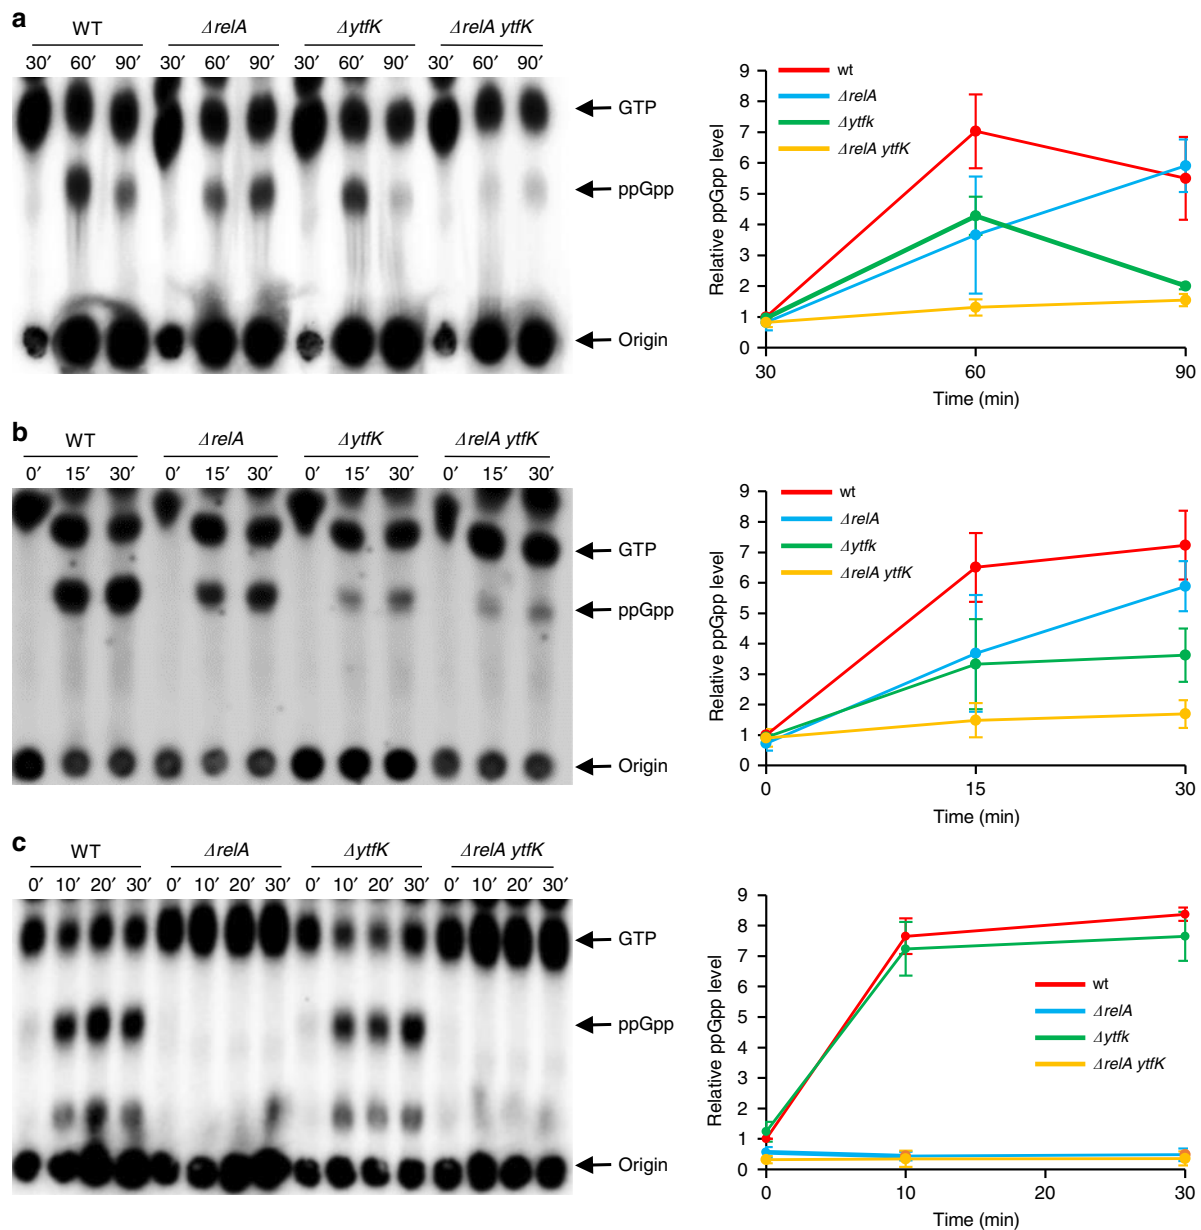 a
WT ΔrelA ΔytfK ΔrelA ytfK
30′ 60′ 90′ 30′ 60′ 90′ 30′ 60′ 90′ 30′ 60′ 90′
GTP
ppGpp
Origin
9
8
7
6
5
4
3
2
1
0
Relative ppGpp level
wt
ΔrelA
Δytfk
ΔrelA ytfK
30 60 90
Time (min)
b
WT ΔrelA ΔytfK ΔrelA ytfK
0′ 15′ 30′ 0′ 15′ 30′ 0′ 15′ 30′ 0′ 15′ 30′
GTP
ppGpp
Origin
9
8
7
6
5
4
3
2
1
0
Relative ppGpp level
wt
ΔrelA
Δytfk
ΔrelA ytfK
0 15 30
Time (min)
c
WT ΔrelA ΔytfK ΔrelA ytfK
0′ 10′ 20′ 30′ 0′ 10′ 20′ 30′ 0′ 10′ 20′ 30′ 0′ 10′ 20′ 30′
GTP
ppGpp
Origin
9
8
7
6
5
4
3
2
1
0
Relative ppGpp level
wt
ΔrelA
Δytfk
ΔrelA ytfK
0 10 20 30
Time (min)